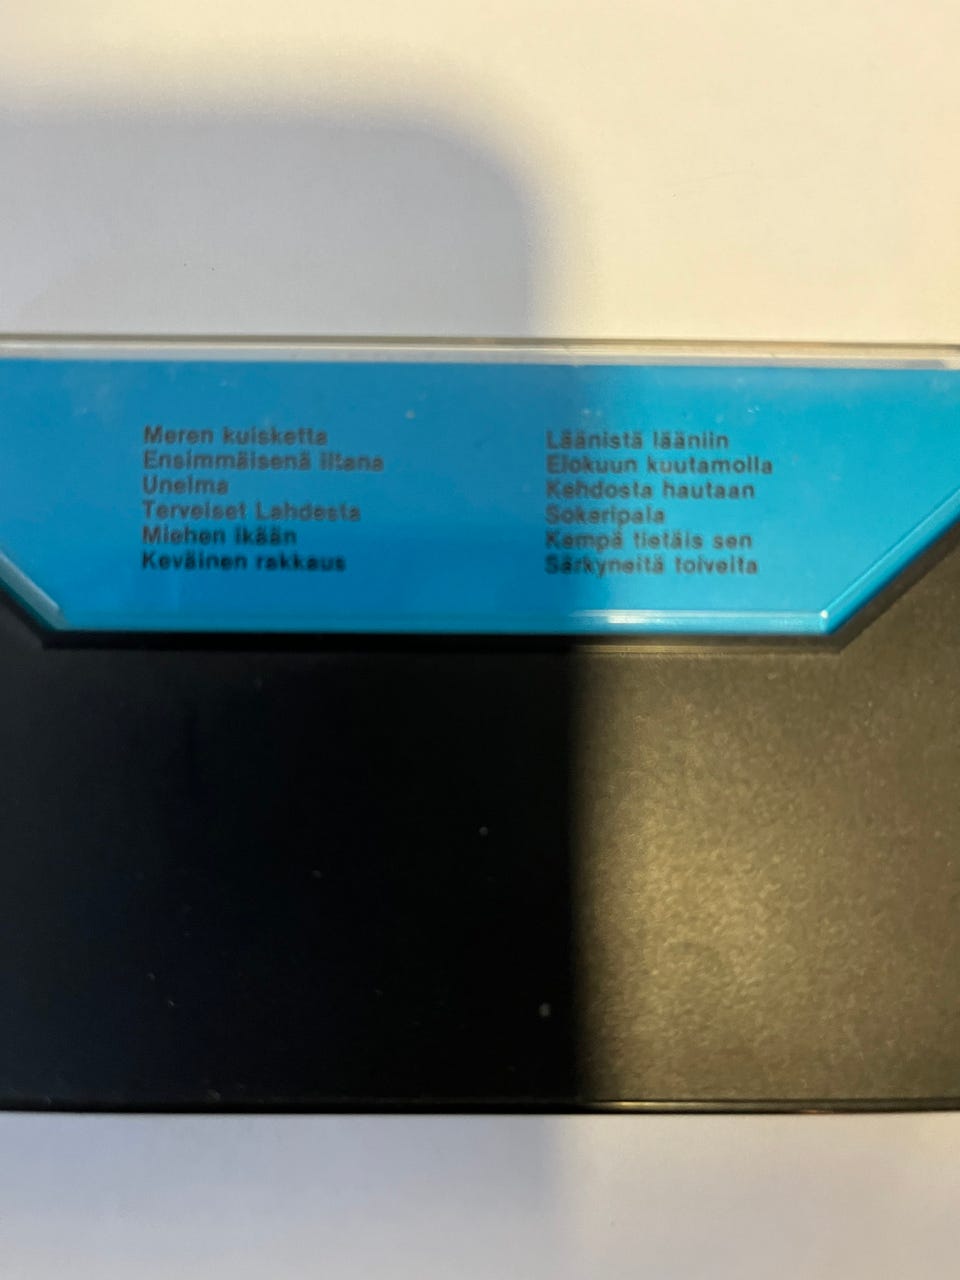 Meren kuisketta
Ensimmäisenä iltana
Unelma
Terveiset Lahdesta
Miehen ikään
Keväinen rakkaus
Läänistä lääniin
Elokuun kuutamolla
Kehdosta hautaan
Sokeripala
Kempä tietäis sen
Särkyneitä toiveita